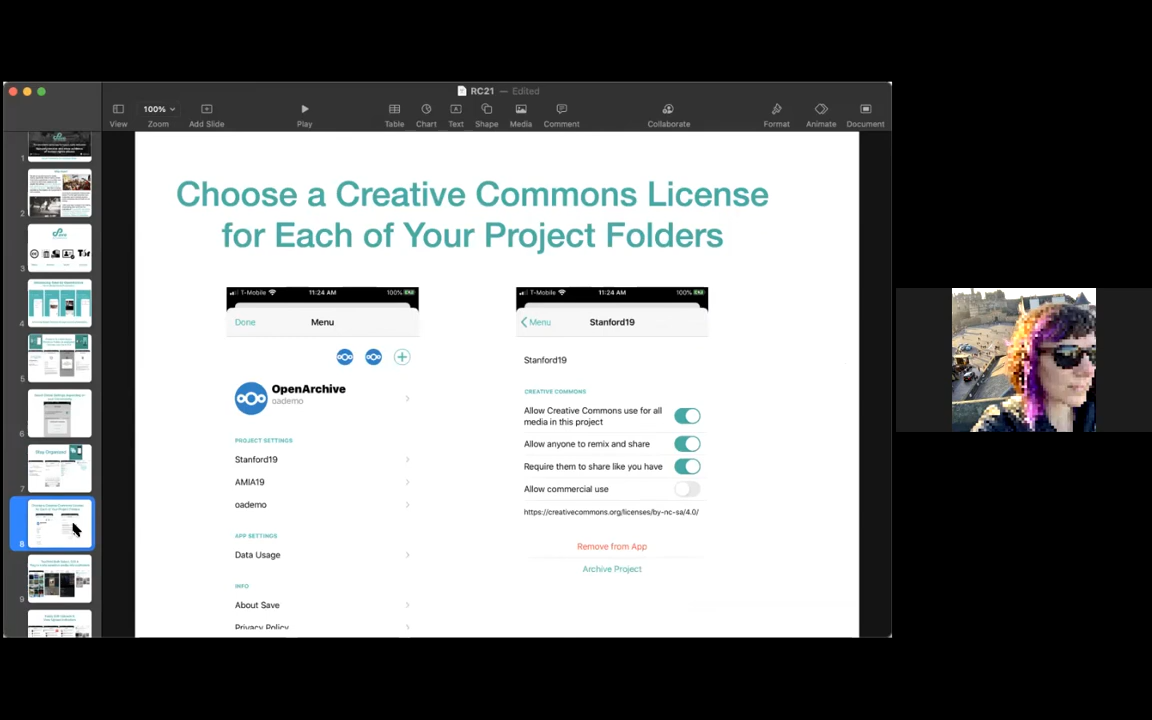 RC21 — Edited
View
100%
Zoom
Add Slide
Play
Table
Chart
Text
Shape
Media
Comment
Collaborate
Format
Animate
Document
1
2
3
4
5
6
7
8
9
Choose a Creative Commons License
for Each of Your Project Folders
T-Mobile 11:24 AM 100%
Done Menu
OpenArchive
oademo
PROJECT SETTINGS
Stanford19
AMIA19
oademo
APP SETTINGS
Data Usage
INFO
About Save
Privacy Policy
T-Mobile 11:24 AM 100%
Menu Stanford19
Stanford19
CREATIVE COMMONS
Allow Creative Commons use for all
media in this project
Allow anyone to remix and share
Require them to share like you have
Allow commercial use
https://creativecommons.org/licenses/by-nc-sa/4.0/
Remove from App
Archive Project